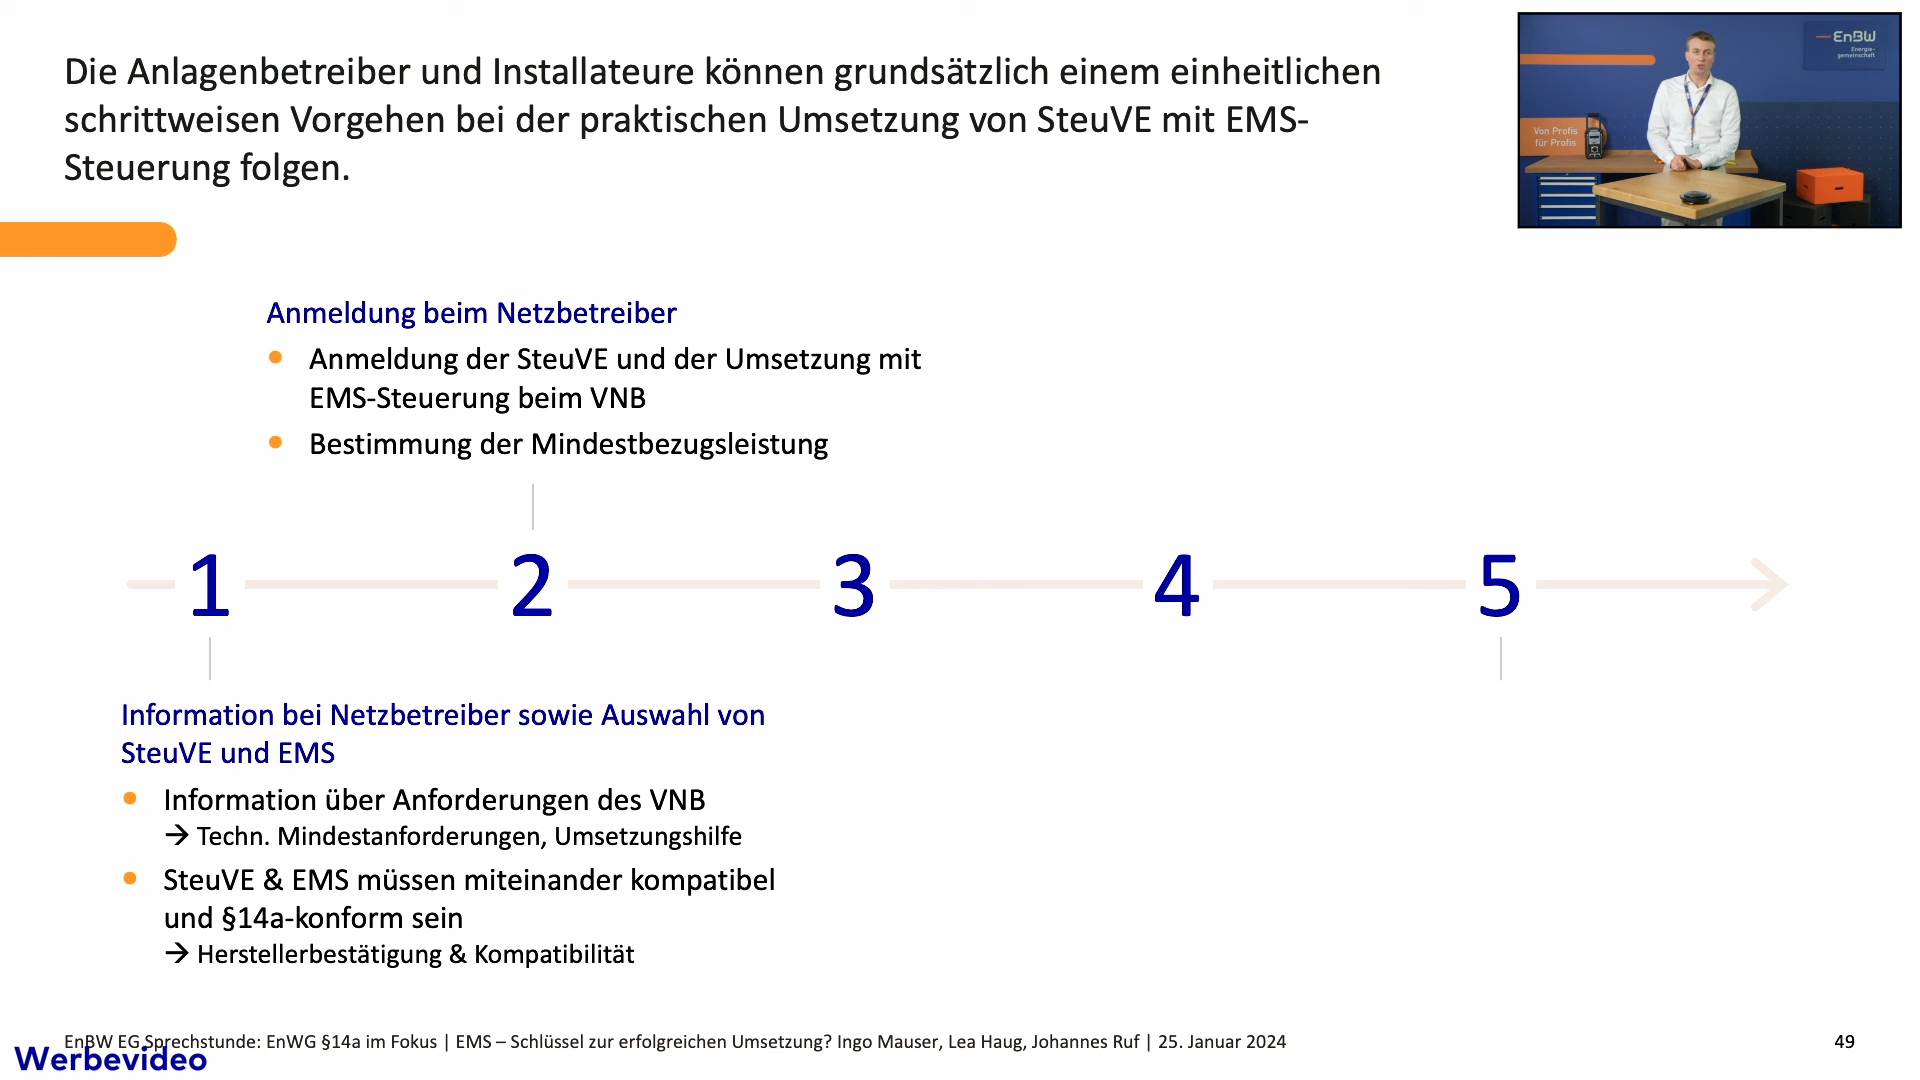 Die Anlagenbetreiber und Installateure können grundsätzlich einem einheitlichen
schrittweisen Vorgehen bei der praktischen Umsetzung von SteuVE mit EMS-
Steuerung folgen.
EnBW
Energie-
gemeinschaft
Von Profis
für Profis
Anmeldung beim Netzbetreiber
• Anmeldung der SteuVE und der Umsetzung mit
EMS-Steuerung beim VNB
• Bestimmung der Mindestbezugsleistung
1 2 3 4 5
Information bei Netzbetreiber sowie Auswahl von
SteuVE und EMS
• Information über Anforderungen des VNB
→ Techn. Mindestanforderungen, Umsetzungshilfe
• SteuVE & EMS müssen miteinander kompatibel
und §14a-konform sein
→ Herstellerbestätigung & Kompatibilität
EnBW EG Sprechstunde: EnWG §14a im Fokus | EMS – Schlüssel zur erfolgreichen Umsetzung? Ingo Mauser, Lea Haug, Johannes Ruf | 25. Januar 2024
49
Werbevideo